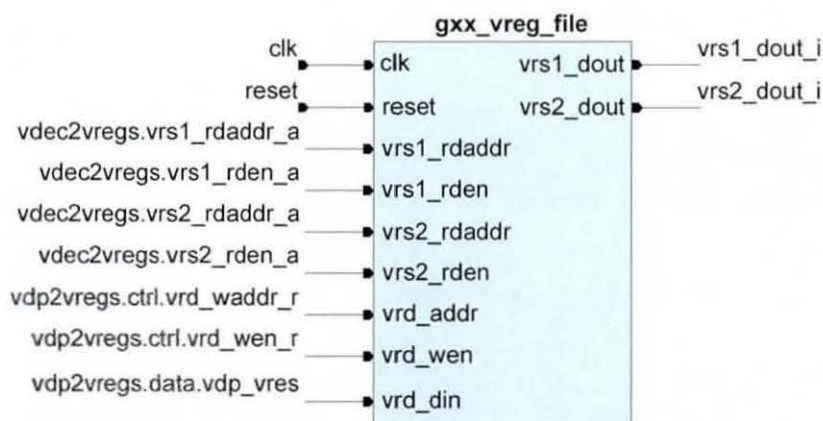 gxx_vreg_file
clk
clk
vrs1_dout
vrs1_dout_i
reset
reset
vrs2_dout
vrs2_dout_i
vdec2vregs.vrs1_rdaddr_a
vrs1_rdaddr
vdec2vregs.vrs1_rden_a
vrs1_rden
vdec2vregs.vrs2_rdaddr_a
vrs2_rdaddr
vdec2vregs.vrs2_rden_a
vrs2_rden
vdp2vregs.ctrl.vrd_waddr_r
vrd_addr
vdp2vregs.ctrl.vrd_wen_r
vrd_wen
vdp2vregs.data.vdp_vres
vrd_din